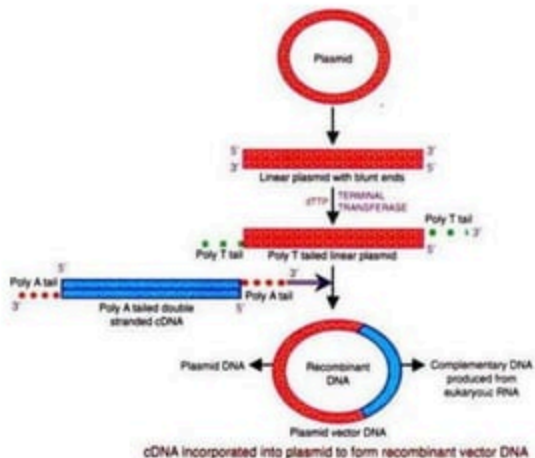 Plasmid
5' 3'
3' 5'
Linear plasmid with blunt ends
dTTP TERMINAL
TRANSFERASE
Poly T tail
3'
Poly T tail Poly T tailed linear plasmid 5'
5'
Poly A tail 3'
3' Poly A tailed double 5' Poly A tail
stranded cDNA
Plasmid DNA
Recombinant
DNA
Complementary DNA
produced from
eukaryotic RNA
Plasmid vector DNA
cDNA incorporated into plasmid to form recombinant vector DNA